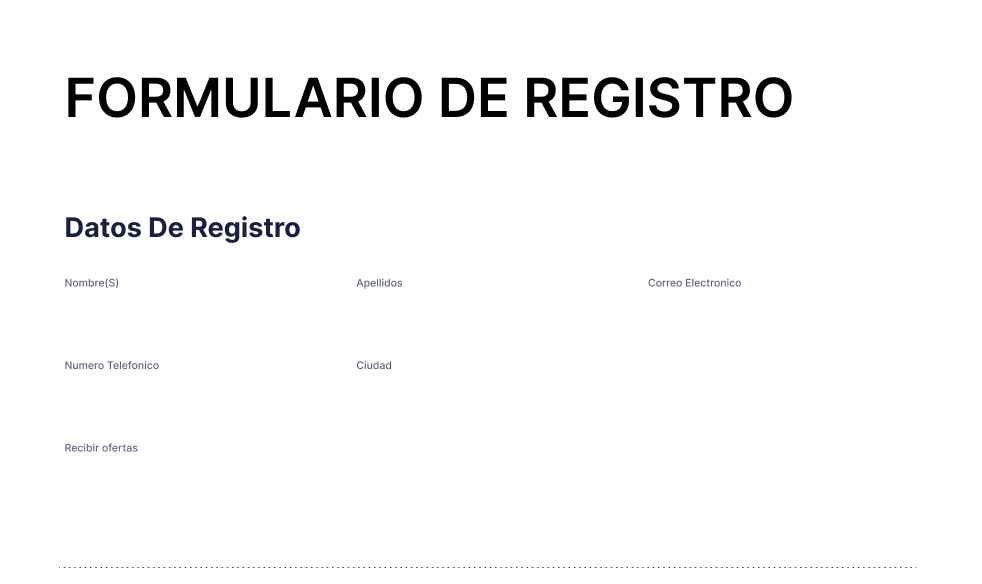 FORMULARIO DE REGISTRO
Datos De Registro
Nombre(S) Apellidos Correo Electronico
Numero Telefonico Ciudad
Recibir ofertas